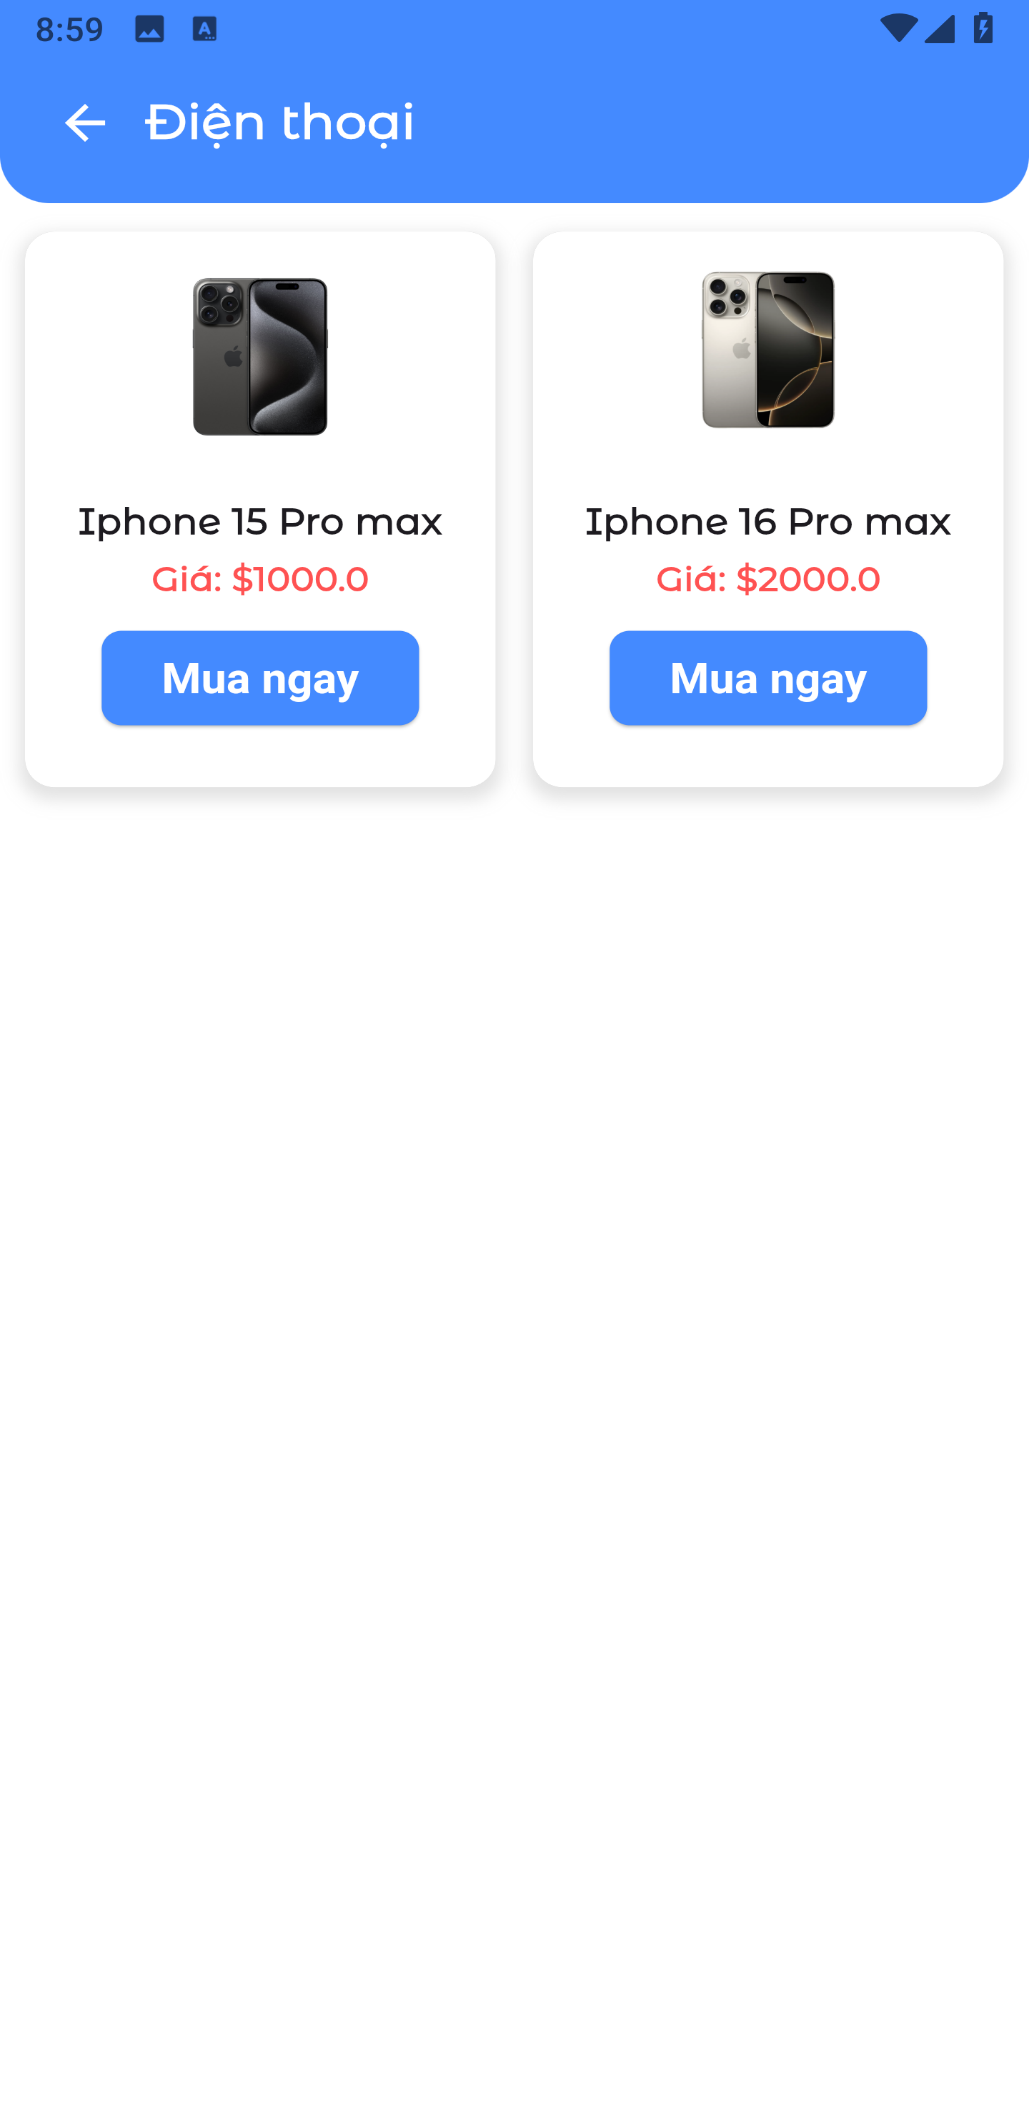 8:59
Điện thoại
Iphone 15 Pro max
Giá: $1000.0
Mua ngay
Iphone 16 Pro max
Giá: $2000.0
Mua ngay